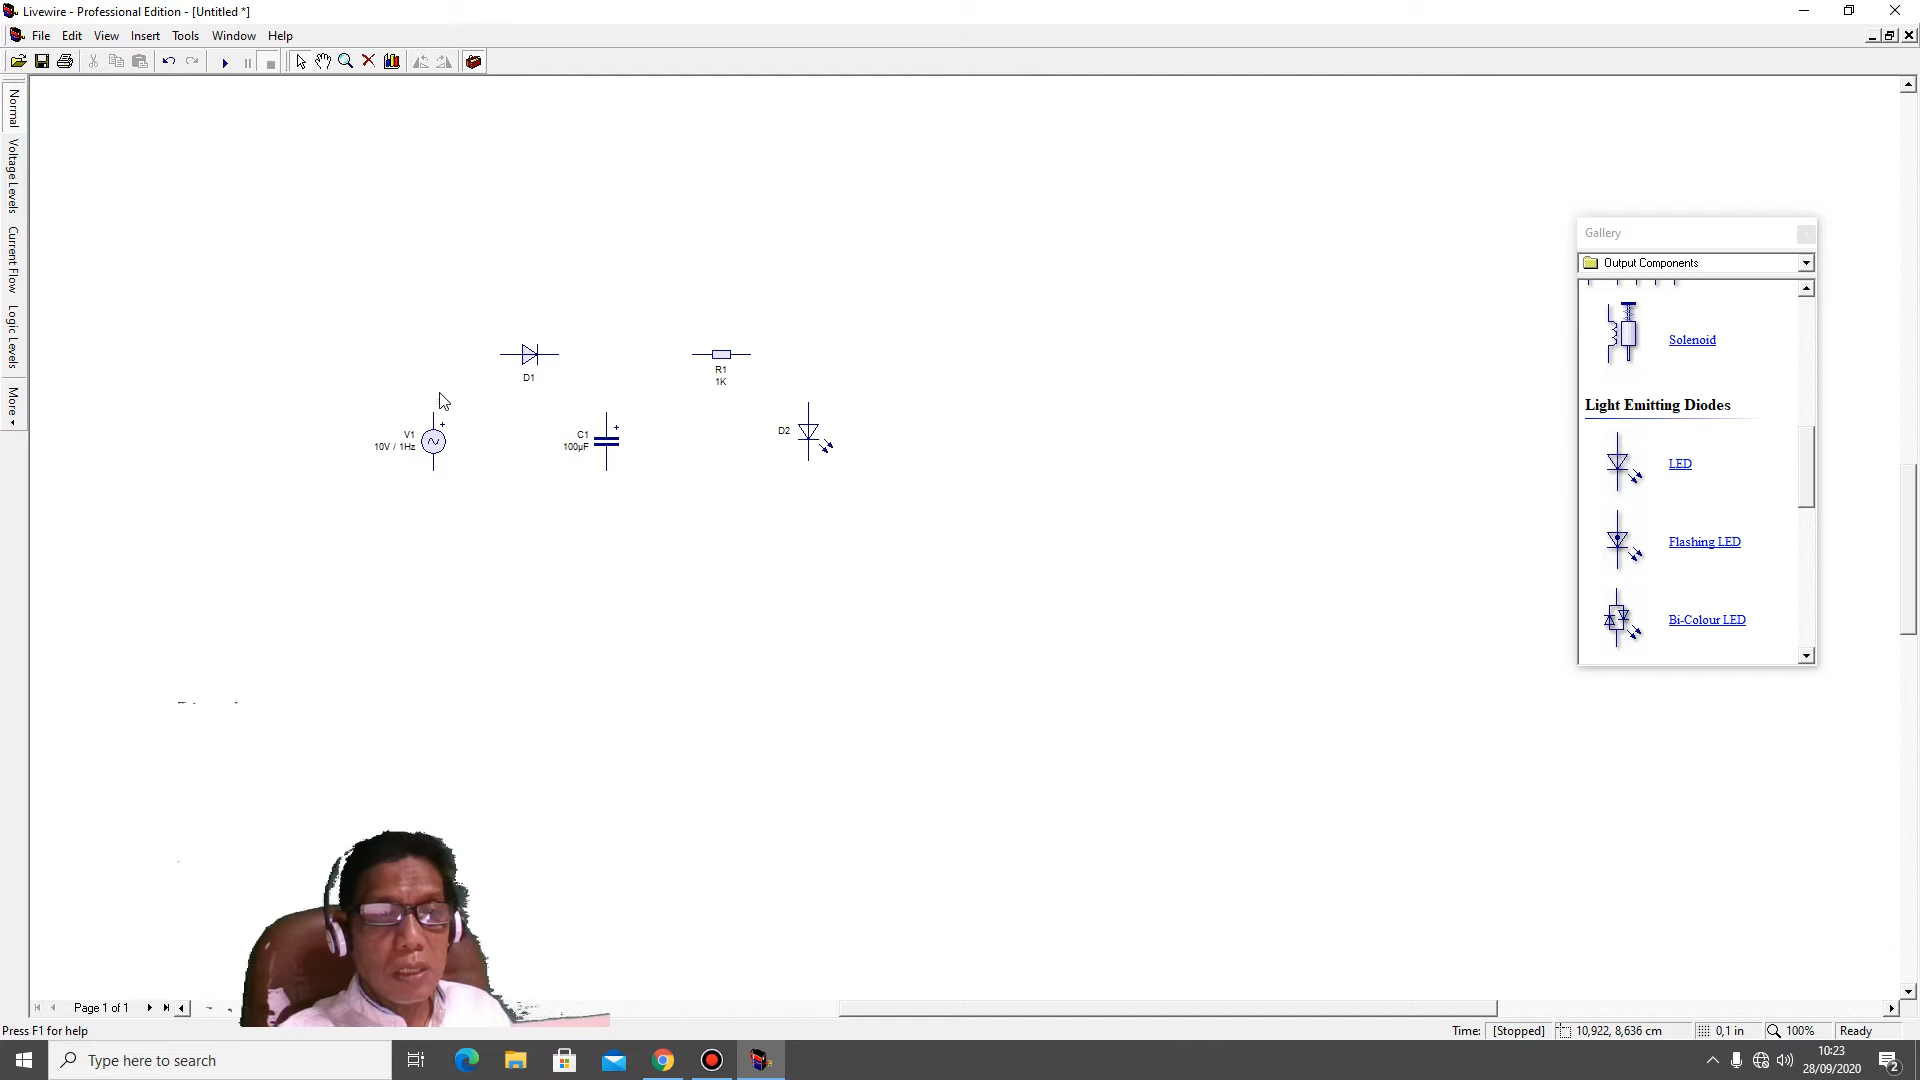 Livewire - Professional Edition - [Untitled *]
File Edit View Insert Tools Window Help
Normal
Voltage Levels
Current Flow
Logic Levels
More
D1
R1
1K
V1
10V / 1Hz
+
C1
100µF
+
D2
Gallery
Output Components
Solenoid
Light Emitting Diodes
LED
Flashing LED
Bi-Colour LED
Page 1 of 1
Press F1 for help
Time: [Stopped] 10,922, 8,636 cm 0,1 in 100% Ready
Type here to search
10:23
28/09/2020
2